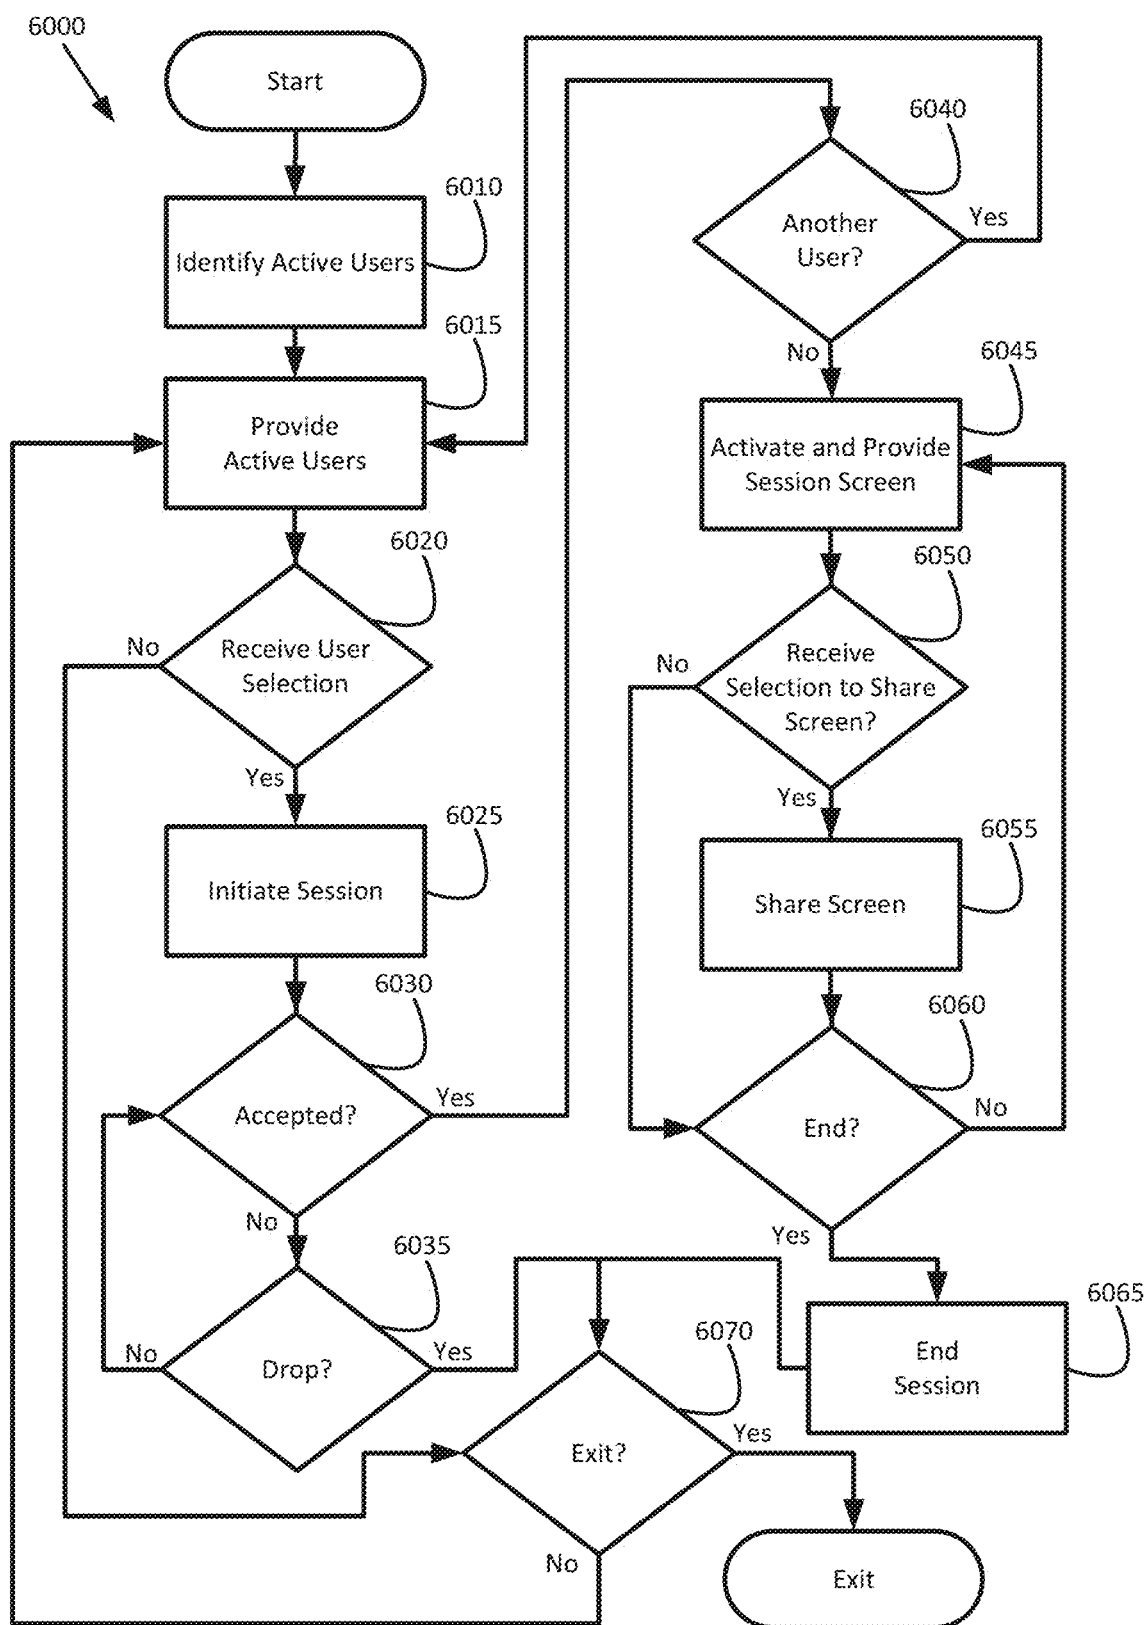 6000
Start
6010
Identify Active Users
6015
Provide
Active Users
6020
No
Receive User
Selection
Yes
6025
Initiate Session
6030
Accepted?
Yes
No
6035
No
Drop?
Yes
6040
Another
User?
Yes
No
6045
Activate and Provide
Session Screen
6050
No
Receive
Selection to Share
Screen?
Yes
6055
Share Screen
6060
End?
No
Yes
6065
End
Session
6070
Exit?
Yes
No
Exit